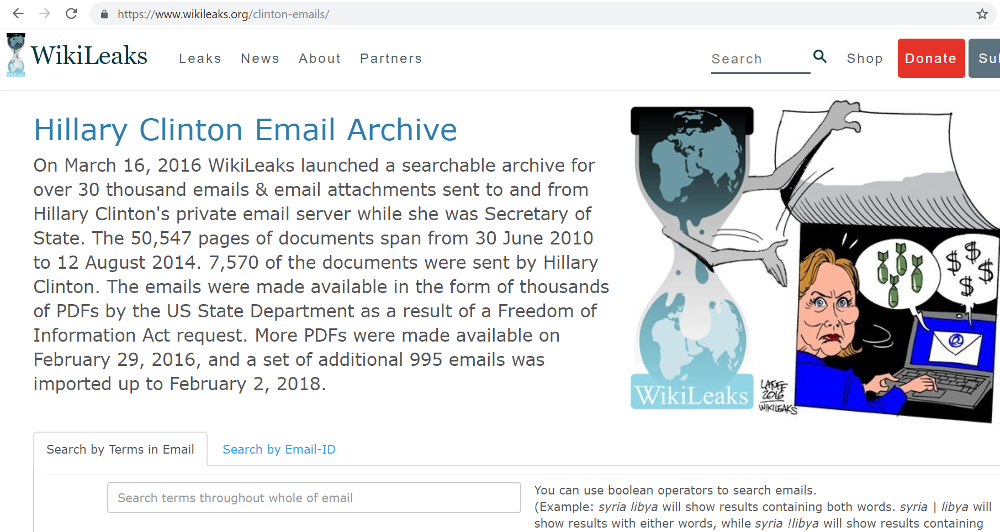 https://www.wikileaks.org/clinton-emails/
WikiLeaks
WikiLeaks Leaks News About Partners Search Shop Donate
Hillary Clinton Email Archive
On March 16, 2016 WikiLeaks launched a searchable archive for
over 30 thousand emails & email attachments sent to and from
Hillary Clinton's private email server while she was Secretary of
State. The 50,547 pages of documents span from 30 June 2010
to 12 August 2014. 7,570 of the documents were sent by Hillary
Clinton. The emails were made available in the form of thousands
of PDFs by the US State Department as a result of a Freedom of
Information Act request. More PDFs were made available on
February 29, 2016, and a set of additional 995 emails was
imported up to February 2, 2018.
$ $ $ $
@
WikiLeaks
LATUFF
2016
WIKILEAKS
Search by Terms in Email Search by Email-ID
Search terms throughout whole of email
You can use boolean operators to search emails.
(Example: syria libya will show results containing both words. syria | libya will
show results with either words, while syria !libya will show results containing